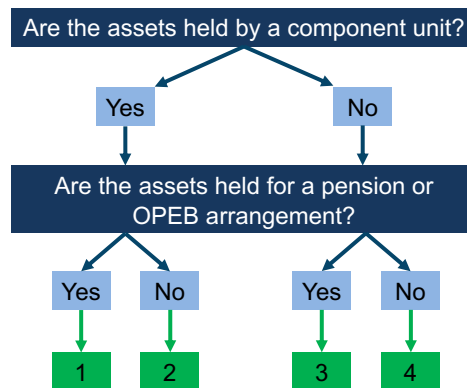 Are the assets held by a component unit?
Yes
No
Are the assets held for a pension or
OPEB arrangement?
Yes
No
Yes
No
1
2
3
4